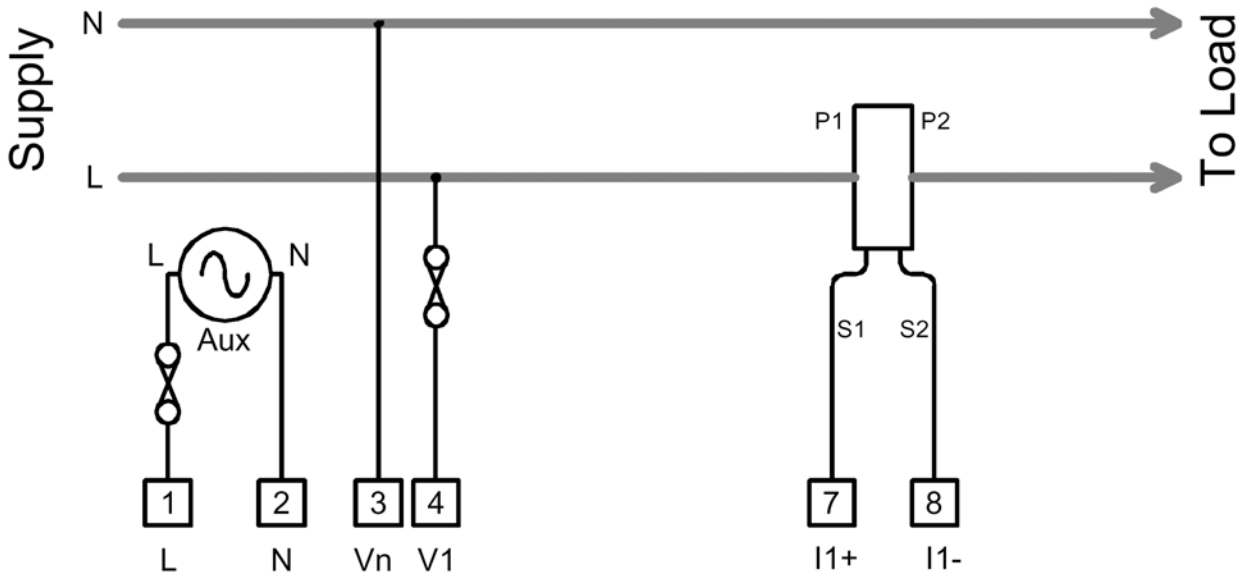 Supply
N
To Load
P1 P2
L
L N
Aux
S1 S2
1 2 3 4 7 8
L N Vn V1 I1+ I1-